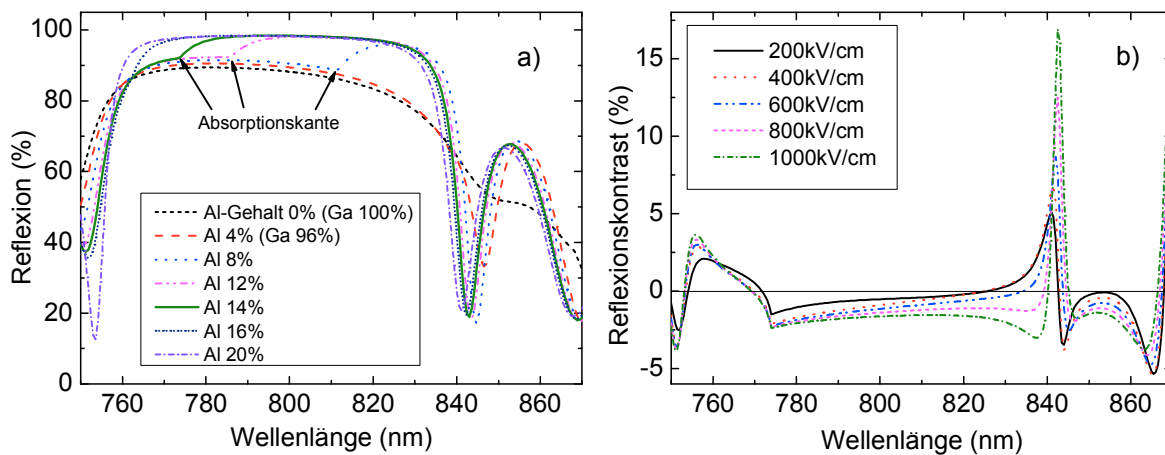 a)
100
80
60
40
20
0
Reflexion (%)
Absorptionskante
Al-Gehalt 0% (Ga 100%)
Al 4% (Ga 96%)
Al 8%
Al 12%
Al 14%
Al 16%
Al 20%
760 780 800 820 840 860
Wellenlänge (nm)
b)
15
10
5
0
-5
Reflexionskontrast (%)
200kV/cm
400kV/cm
600kV/cm
800kV/cm
1000kV/cm
760 780 800 820 840 860
Wellenlänge (nm)